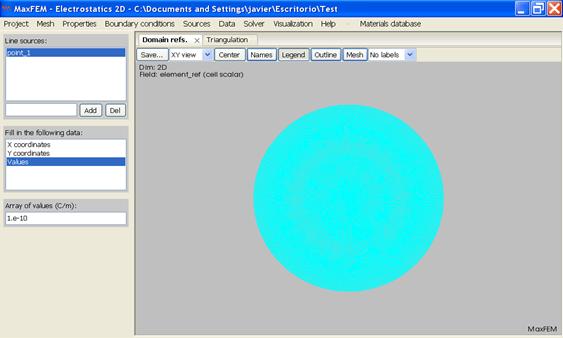 MaxFEM - Electrostatics 2D - C:\Documents and Settings\javier\Escritorio\Test
Project Mesh Properties Boundary conditions Sources Data Solver Visualization Help Materials database
Line sources:
point_1
Add Del
Fill in the following data:
X coordinates
Y coordinates
Values
Array of values (C/m):
1.e-10
Domain refs. X Triangulation
Save... XY view Center Names Legend Outline Mesh No labels
Dim: 2D
Field: element_ref (cell scalar)
MaxFEM